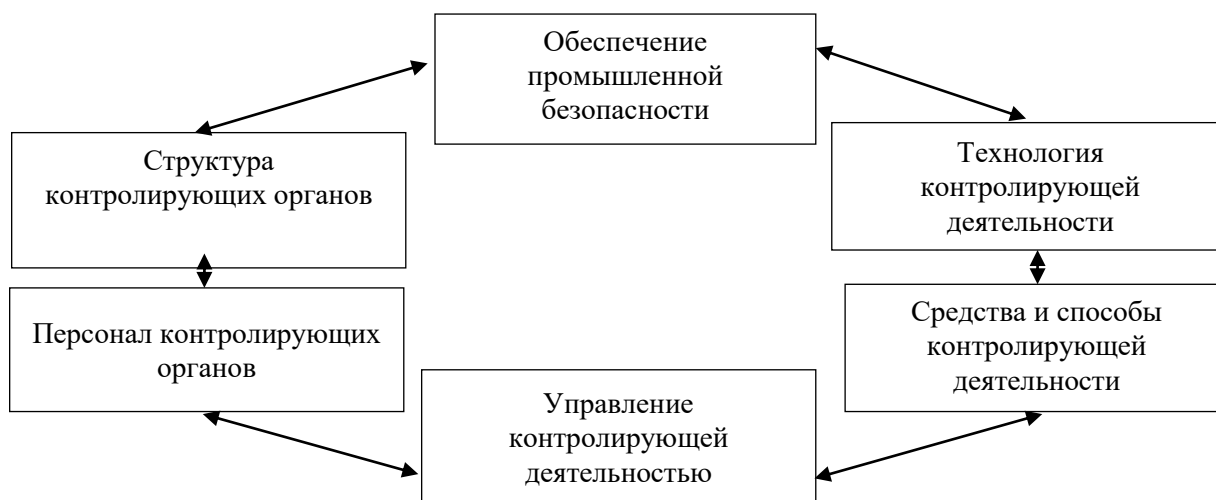 Обеспечение
промышленной
безопасности
Структура
контролирующих органов
Технология
контролирующей
деятельности
Персонал контролирующих
органов
Средства и способы
контролирующей
деятельности
Управление
контролирующей
деятельностью